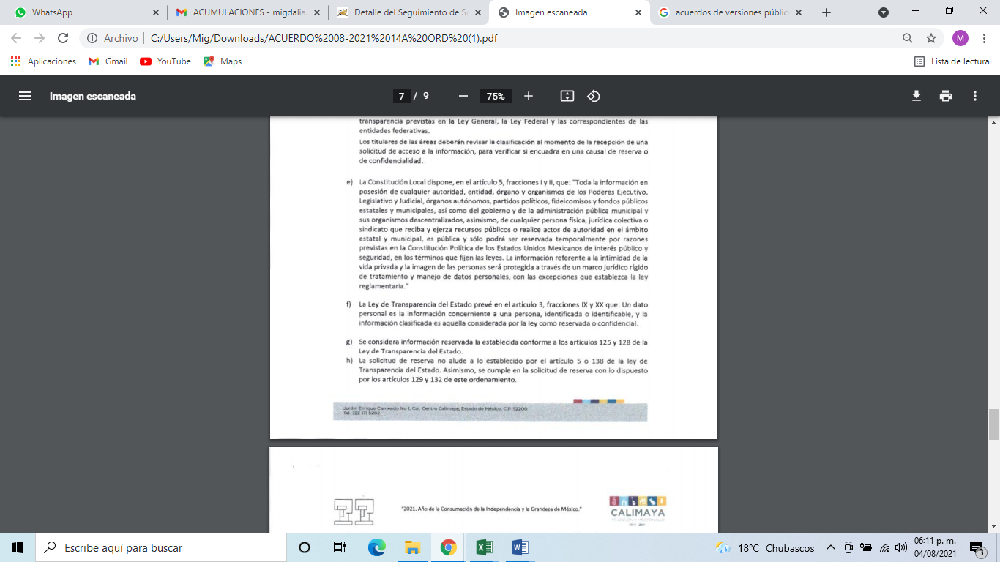 WhatsApp
ACUMULACIONES - migdalia.
Detalle del Seguimiento de S
Imagen escaneada
acuerdos de versiones públic
Archivo
C:/Users/Mig/Downloads/ACUERDO%2008-2021%2014A%20ORD%20(1).pdf
M
Aplicaciones
Gmail
YouTube
Maps
Lista de lectura
Imagen escaneada
7 / 9
75%
transparencia previstas en la Ley General, la Ley Federal y las correspondientes de las
entidades federativas.
Los titulares de las áreas deberán revisar la clasificación al momento de la recepción de una
solicitud de acceso a la información, para verificar si encuadra en una causal de reserva o
de confidencialidad.
e) La Constitución Local dispone, en el artículo 5, fracciones I y II, que: "Toda la información en
posesión de cualquier autoridad, entidad, órgano y organismos de los Poderes Ejecutivo,
Legislativo y Judicial, órganos autónomos, partidos políticos, fideicomisos y fondos públicos
estatales y municipales, así como del gobierno y de la administración pública municipal y
sus organismos descentralizados, asimismo, de cualquier persona física, jurídica colectiva o
sindicato que reciba y ejerza recursos públicos o realice actos de autoridad en el ámbito
estatal y municipal, es pública y sólo podrá ser reservada temporalmente por razones
previstas en la Constitución Política de los Estados Unidos Mexicanos de interés público y
seguridad, en los términos que fijen las leyes. La información referente a la intimidad de la
vida privada y la imagen de las personas será protegida a través de un marco jurídico rígido
de tratamiento y manejo de datos personales, con las excepciones que establezca la ley
reglamentaria."
f) La Ley de Transparencia del Estado prevé en el artículo 3, fracciones IX y XX que: Un dato
personal es la información concerniente a una persona, identificada o identificable, y la
información clasificada es aquella considerada por la ley como reservada o confidencial.
g) Se considera información reservada la establecida conforme a los artículos 125 y 128 de la
Ley de Transparencia del Estado.
h) La solicitud de reserva no alude a lo establecido por el artículo 5 o 138 de la ley de
Transparencia del Estado. Asimismo, se cumple en la solicitud de reserva con lo dispuesto
por los artículos 129 y 132 de este ordenamiento.
Jardín Enrique Carneado No 1, Col. Centro Calimaya, Estado de México. C.P. 52200
Tel. 722 171 5202
"2021. Año de la Consumación de la Independencia y la Grandeza de México."
CALIMAYA
Escribe aquí para buscar
18°C Chubascos
06:11 p. m.
04/08/2021
3